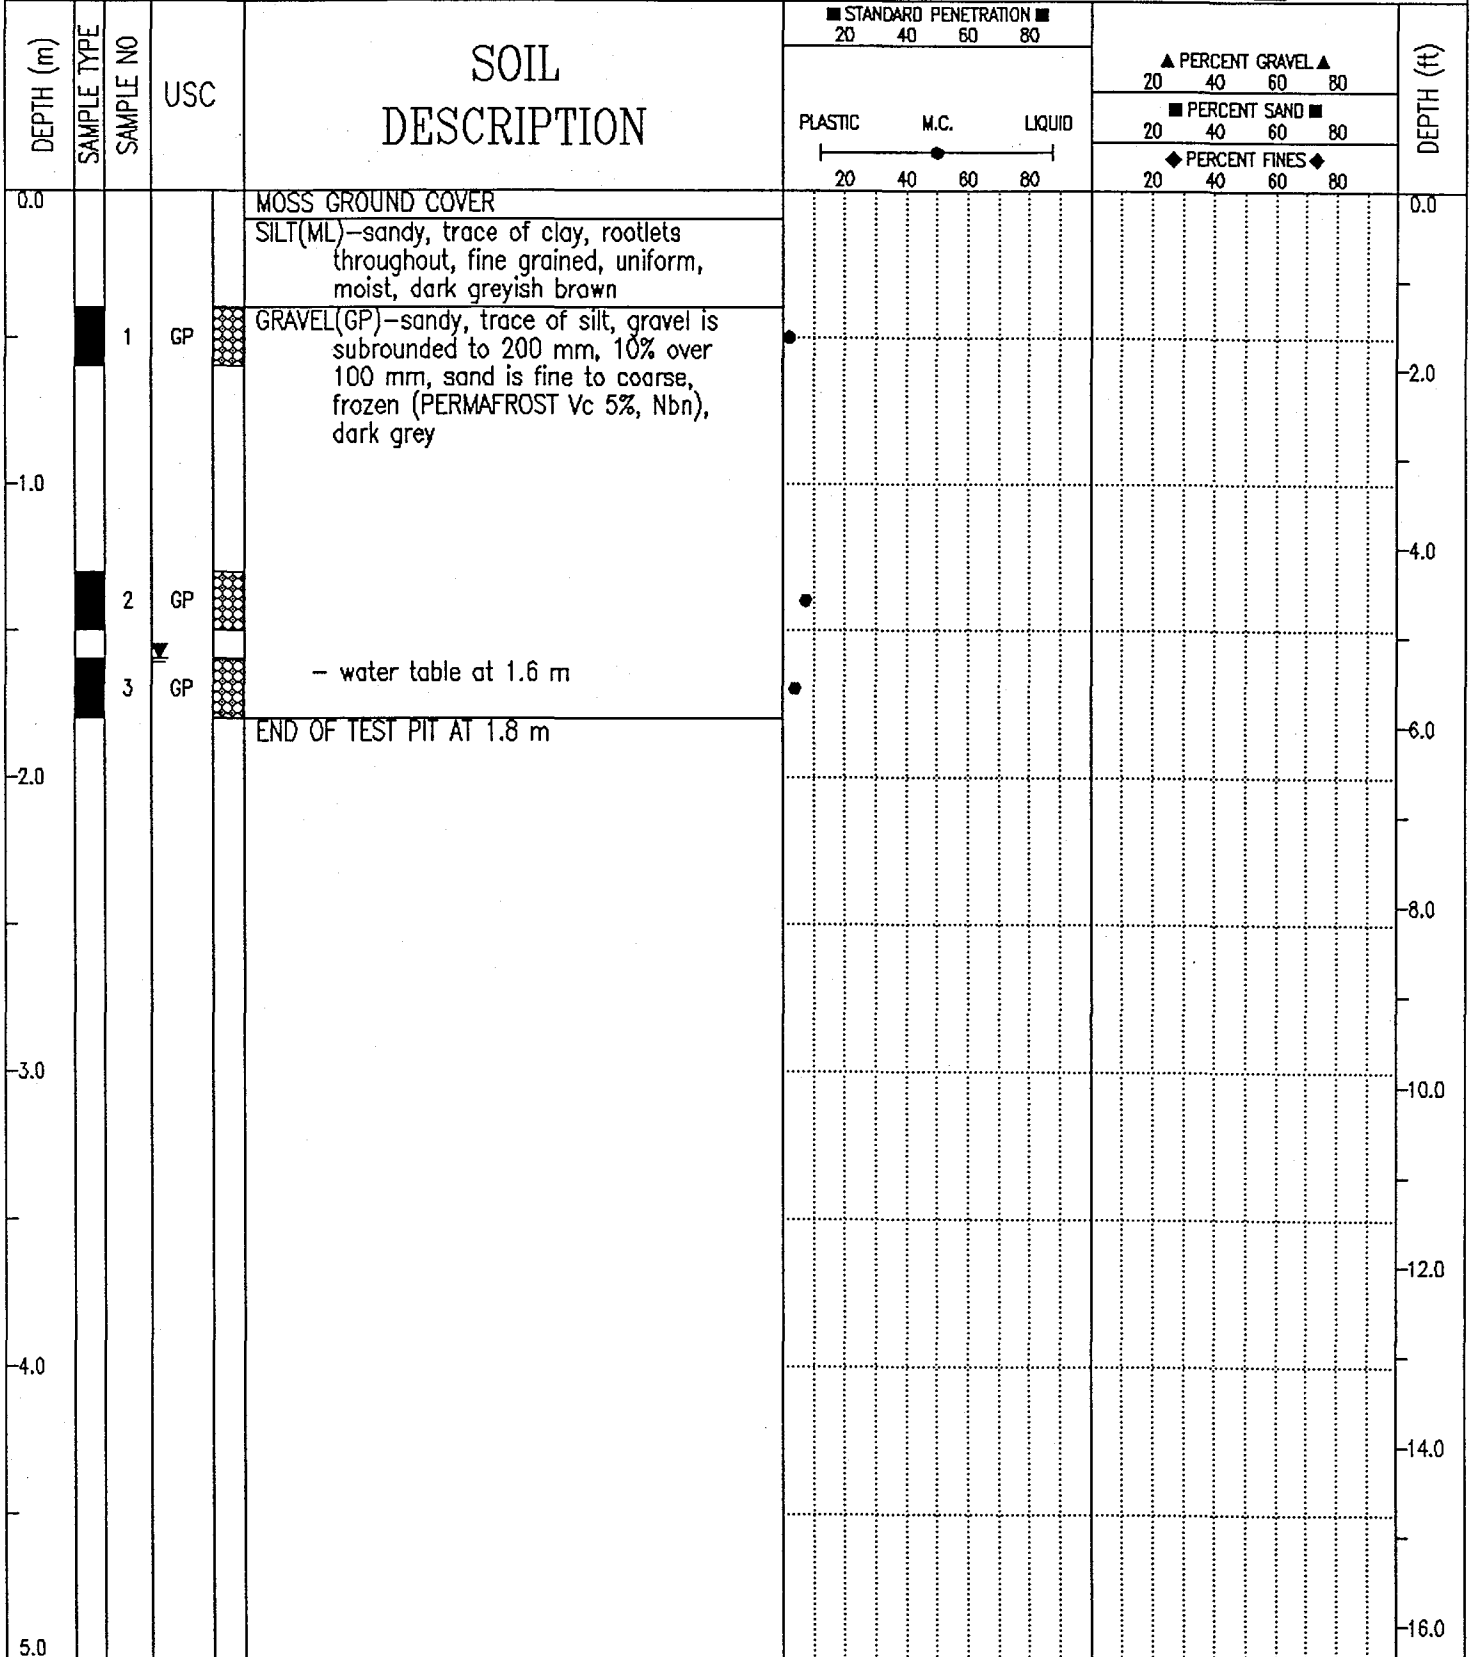 DEPTH (m)
SAMPLE TYPE
SAMPLE NO
USC
SOIL
DESCRIPTION
■ STANDARD PENETRATION ■
20 40 60 80
PLASTIC M.C. LIQUID
20 40 60 80
▲ PERCENT GRAVEL ▲
20 40 60 80
■ PERCENT SAND ■
20 40 60 80
◆ PERCENT FINES ◆
20 40 60 80
DEPTH (ft)
0.0
MOSS GROUND COVER
0.0
SILT(ML)–sandy, trace of clay, rootlets
throughout, fine grained, uniform,
moist, dark greyish brown
GRAVEL(GP)–sandy, trace of silt, gravel is
1 GP
subrounded to 200 mm, 10% over
100 mm, sand is fine to coarse,
2.0
frozen (PERMAFROST Vc 5%, Nbn),
dark grey
1.0
4.0
2 GP
– water table at 1.6 m
3 GP
END OF TEST PIT AT 1.8 m
6.0
2.0
8.0
3.0
10.0
12.0
4.0
14.0
16.0
5.0